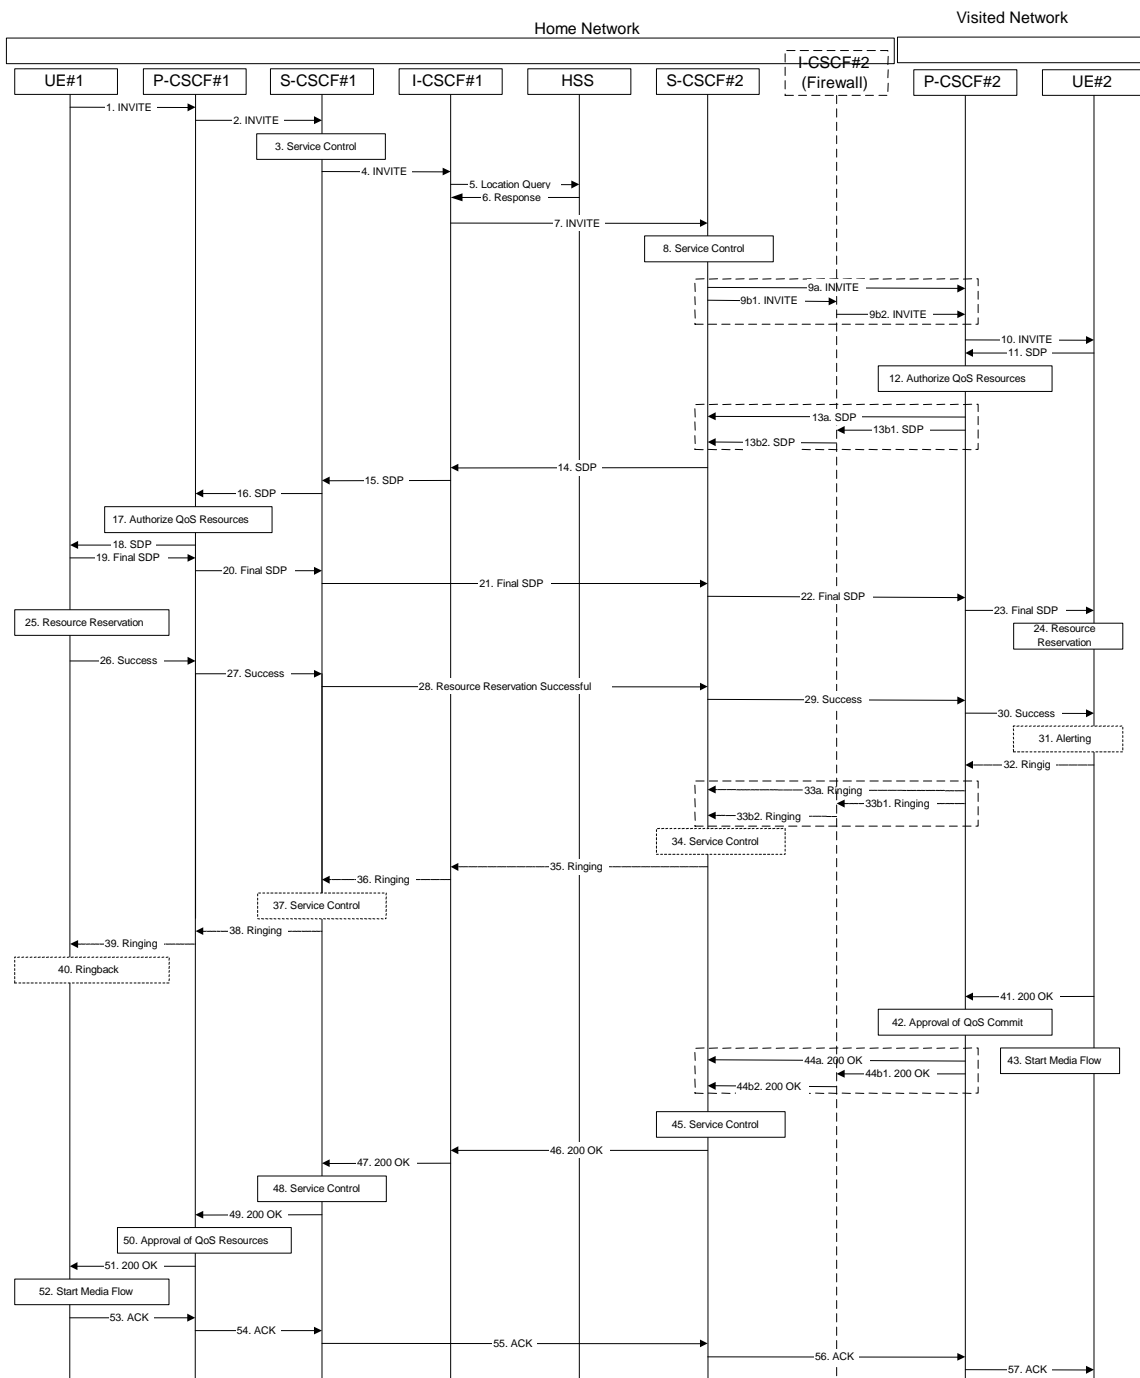 Home Network
Visited Network
UE#1
P-CSCF#1
S-CSCF#1
I-CSCF#1
HSS
S-CSCF#2
I-CSCF#2
(Firewall)
P-CSCF#2
UE#2
1. INVITE
2. INVITE
3. Service Control
4. INVITE
5. Location Query
6. Response
7. INVITE
8. Service Control
9a. INVITE
9b1. INVITE
9b2. INVITE
10. INVITE
11. SDP
12. Authorize QoS Resources
13a. SDP
13b1. SDP
13b2. SDP
14. SDP
15. SDP
16. SDP
17. Authorize QoS Resources
18. SDP
19. Final SDP
20. Final SDP
21. Final SDP
22. Final SDP
23. Final SDP
25. Resource Reservation
24. Resource
Reservation
26. Success
27. Success
28. Resource Reservation Successful
29. Success
30. Success
31. Alerting
32. Ringig
33a. Ringing
33b1. Ringing
33b2. Ringing
34. Service Control
35. Ringing
36. Ringing
37. Service Control
38. Ringing
39. Ringing
40. Ringback
41. 200 OK
42. Approval of QoS Commit
43. Start Media Flow
44a. 200 OK
44b1. 200 OK
44b2. 200 OK
45. Service Control
46. 200 OK
47. 200 OK
48. Service Control
49. 200 OK
50. Approval of QoS Resources
51. 200 OK
52. Start Media Flow
53. ACK
54. ACK
55. ACK
56. ACK
57. ACK